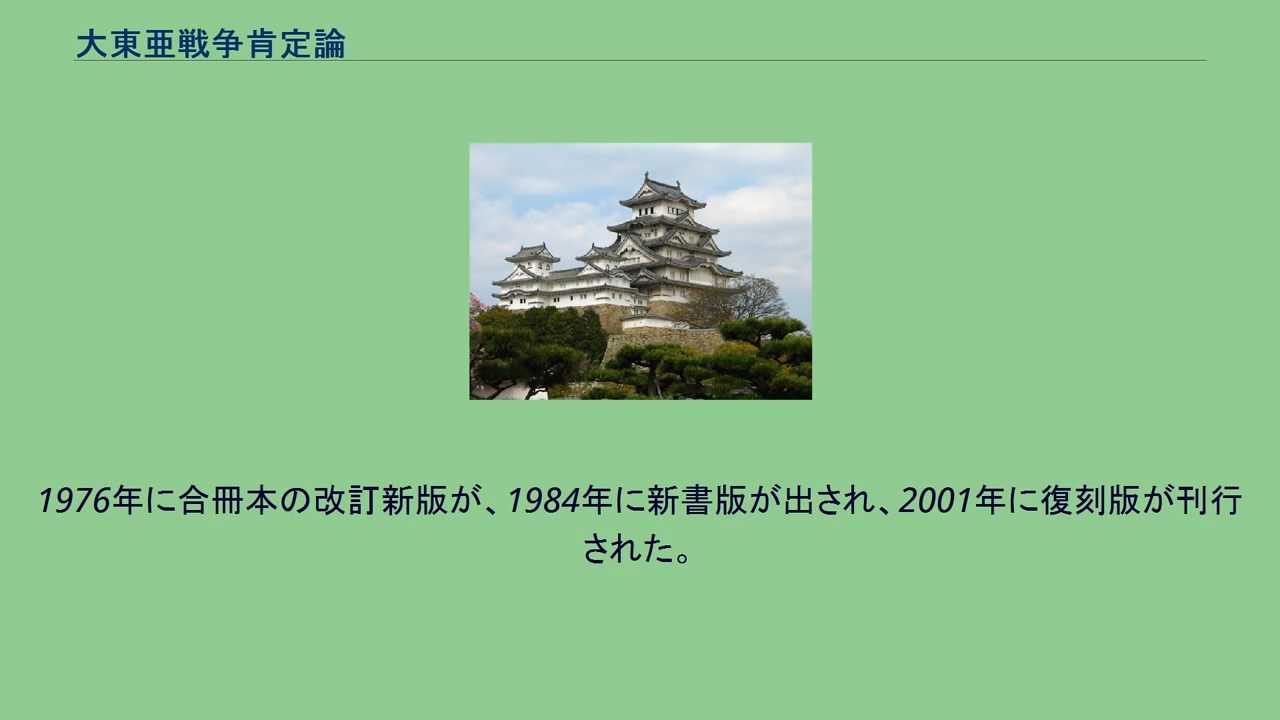 大東亜戦争肯定論
1976年に合冊本の改訂新版が、1984年に新書版が出され、2001年に復刻版が刊行
された。